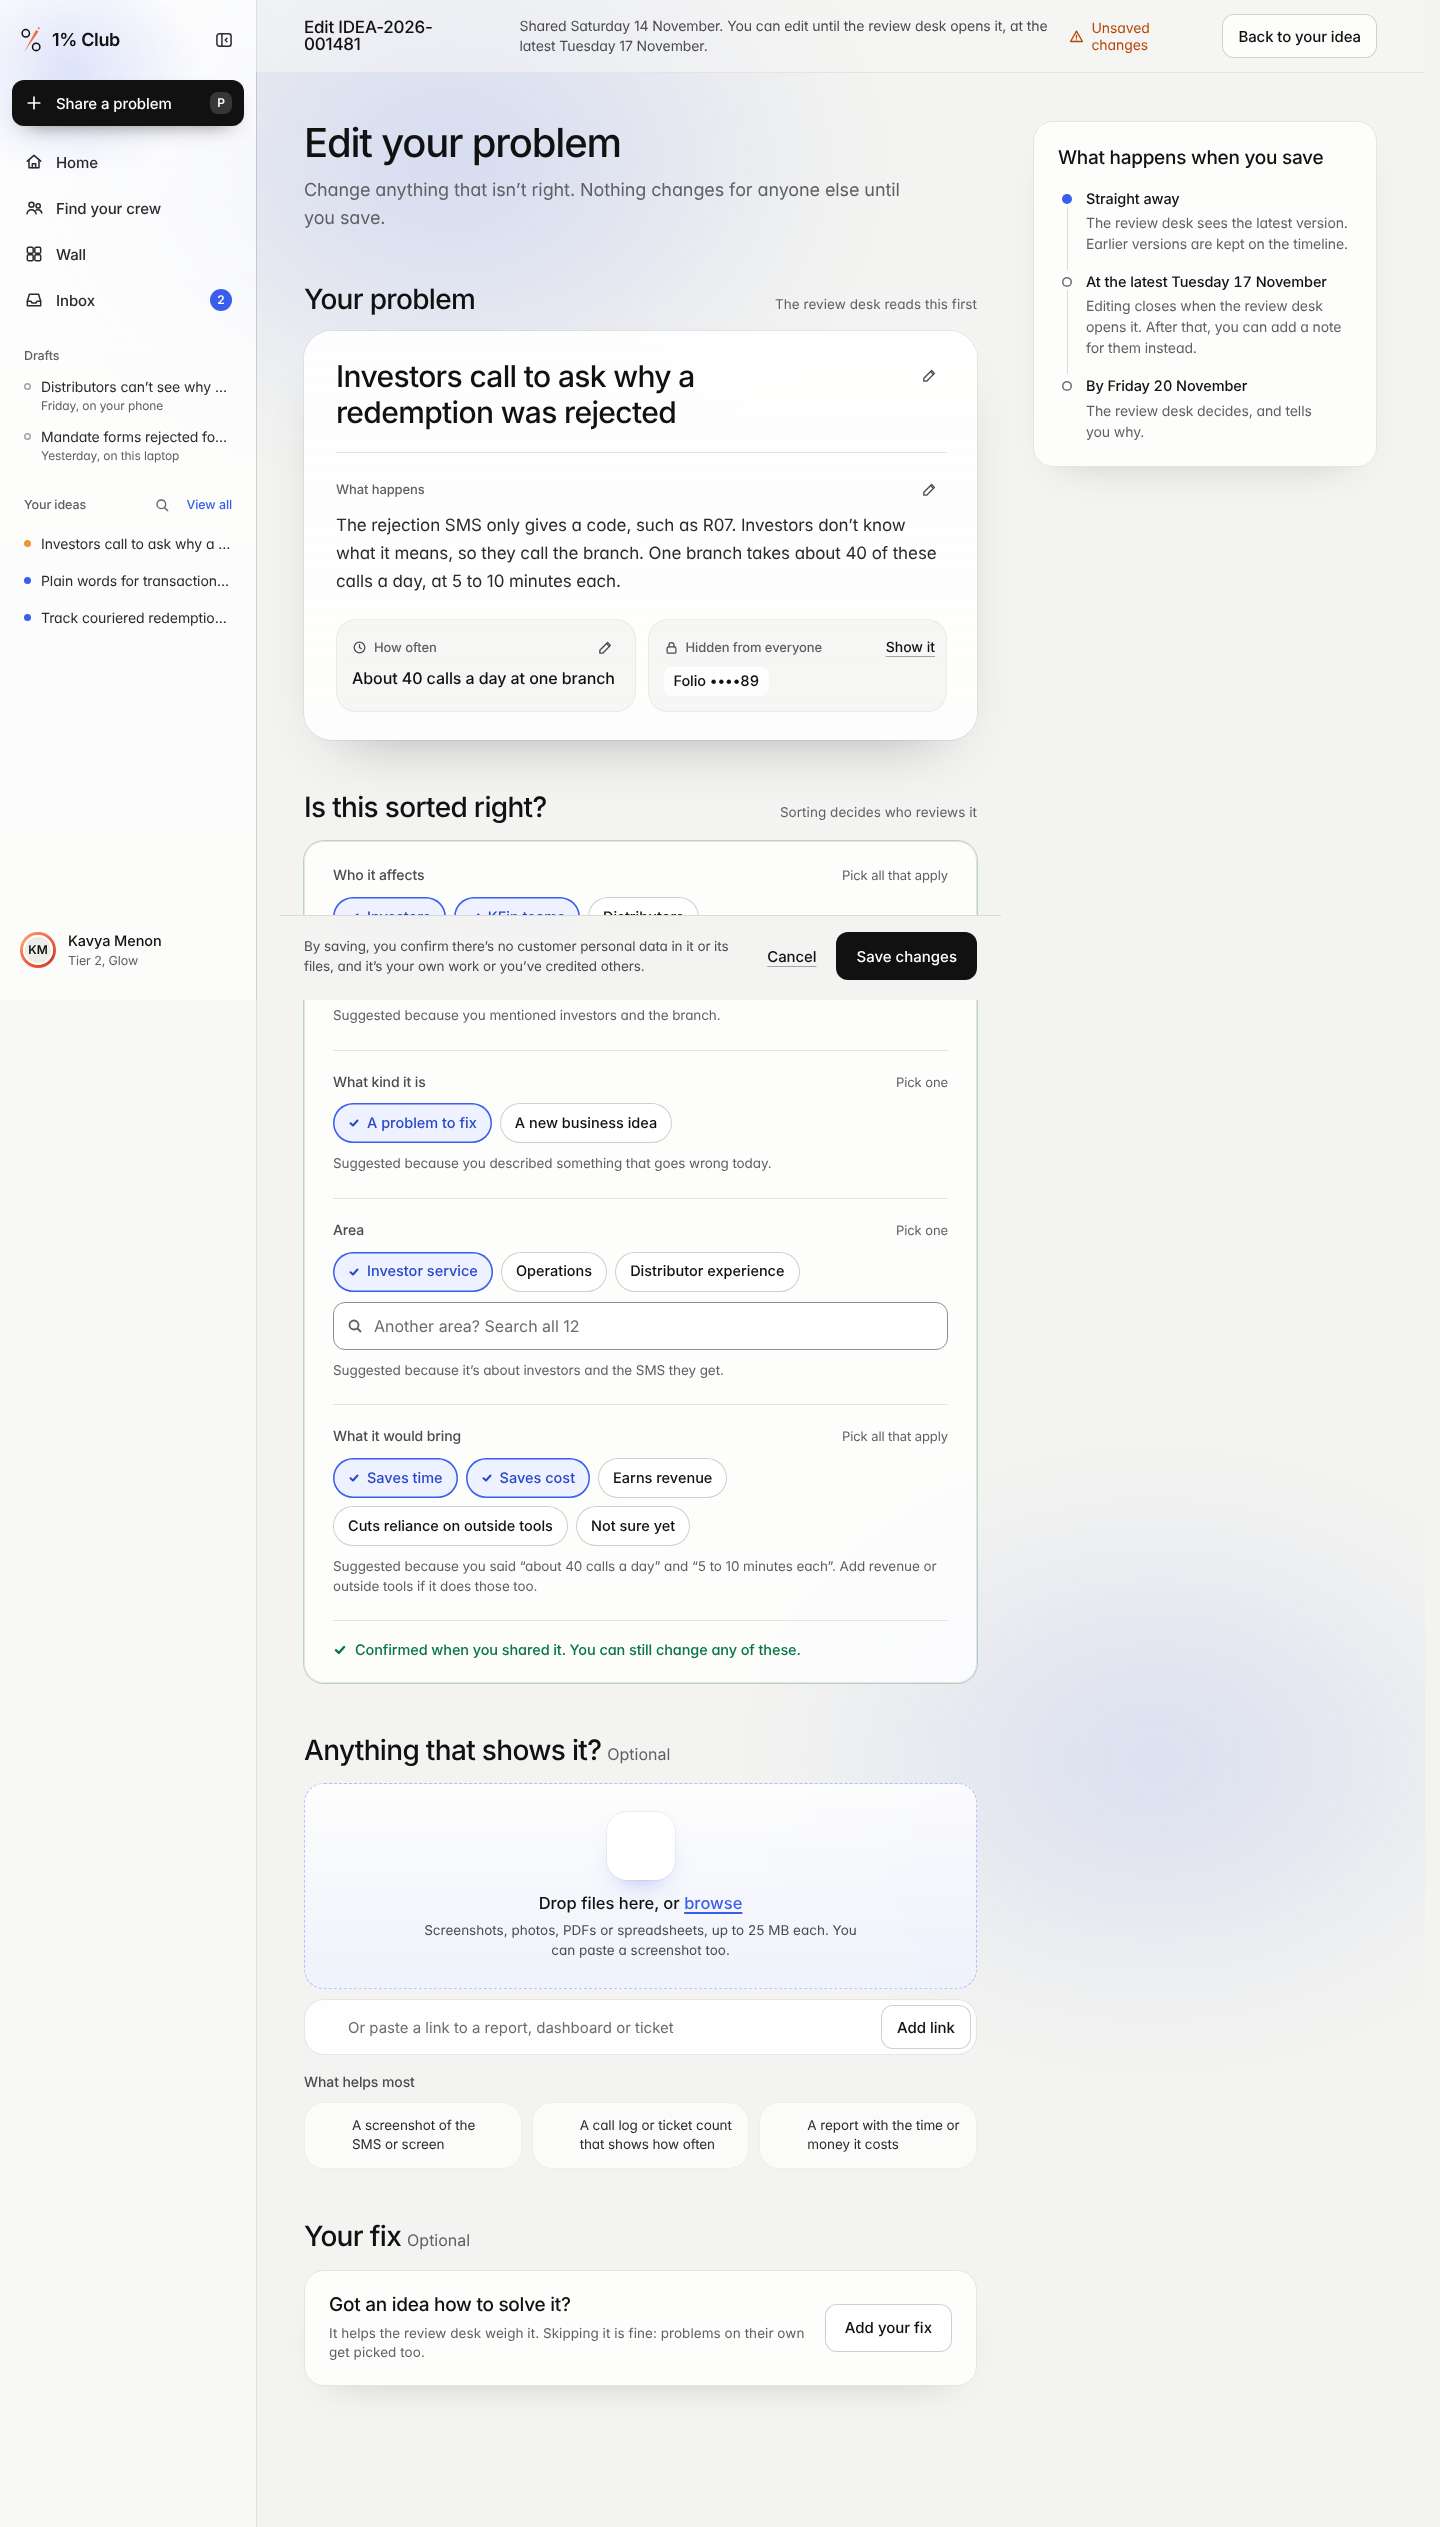 1% Club
Share a problem P
Home
Find your crew
Wall
Inbox 2
Drafts
Distributors can't see why ...
Friday, on your phone
Mandate forms rejected fo...
Yesterday, on this laptop
Your ideas View all
Investors call to ask why a ...
Plain words for transaction...
Track couriered redemptio...
KM
Kavya Menon
Tier 2, Glow
Edit IDEA-2026-
001481
Shared Saturday 14 November. You can edit until the review desk opens it, at the
latest Tuesday 17 November.
Unsaved
changes
Back to your idea
Edit your problem
Change anything that isn't right. Nothing changes for anyone else until
you save.
Your problem
The review desk reads this first
Investors call to ask why a
redemption was rejected
What happens
The rejection SMS only gives a code, such as R07. Investors don't know
what it means, so they call the branch. One branch takes about 40 of these
calls a day, at 5 to 10 minutes each.
How often
About 40 calls a day at one branch
Hidden from everyone Show it
Folio ••••89
Is this sorted right?
Sorting decides who reviews it
Who it affects
Pick all that apply
Investors KFin teams Distributors
By saving, you confirm there's no customer personal data in it or its
files, and it's your own work or you've credited others.
Cancel
Save changes
Suggested because you mentioned investors and the branch.
What kind it is
Pick one
A problem to fix
A new business idea
Suggested because you described something that goes wrong today.
Area
Pick one
Investor service
Operations
Distributor experience
Another area? Search all 12
Suggested because it's about investors and the SMS they get.
What it would bring
Pick all that apply
Saves time
Saves cost
Earns revenue
Cuts reliance on outside tools
Not sure yet
Suggested because you said “about 40 calls a day” and “5 to 10 minutes each”. Add revenue or
outside tools if it does those too.
Confirmed when you shared it. You can still change any of these.
Anything that shows it? Optional
Drop files here, or browse
Screenshots, photos, PDFs or spreadsheets, up to 25 MB each. You
can paste a screenshot too.
Or paste a link to a report, dashboard or ticket
Add link
What helps most
A screenshot of the
SMS or screen
A call log or ticket count
that shows how often
A report with the time or
money it costs
Your fix Optional
Got an idea how to solve it?
It helps the review desk weigh it. Skipping it is fine: problems on their own
get picked too.
Add your fix
What happens when you save
Straight away
The review desk sees the latest version.
Earlier versions are kept on the timeline.
At the latest Tuesday 17 November
Editing closes when the review desk
opens it. After that, you can add a note
for them instead.
By Friday 20 November
The review desk decides, and tells
you why.